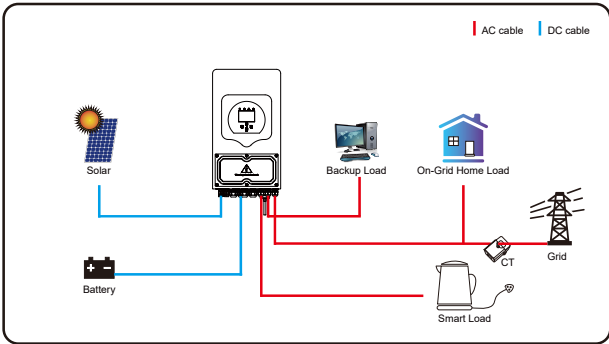 AC cable
DC cable
Solar
Backup Load
On-Grid Home Load
CT
Grid
Battery
Smart Load